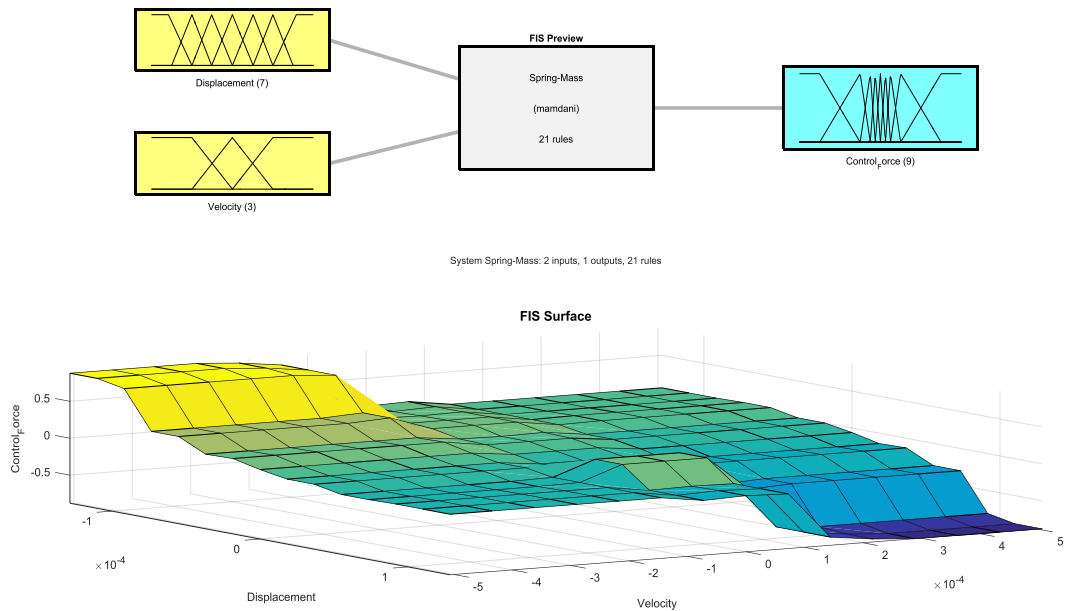 FIS Preview
Displacement (7)
Spring-Mass
(mamdani)
21 rules
Control_Force (9)
Velocity (3)
System Spring-Mass: 2 inputs, 1 outputs, 21 rules
FIS Surface
Control_Force
0.5
0
-0.5
-1
0
1
×10^-4
Displacement
-5
-4
-3
-2
-1
0
1
2
3
4
5
×10^-4
Velocity